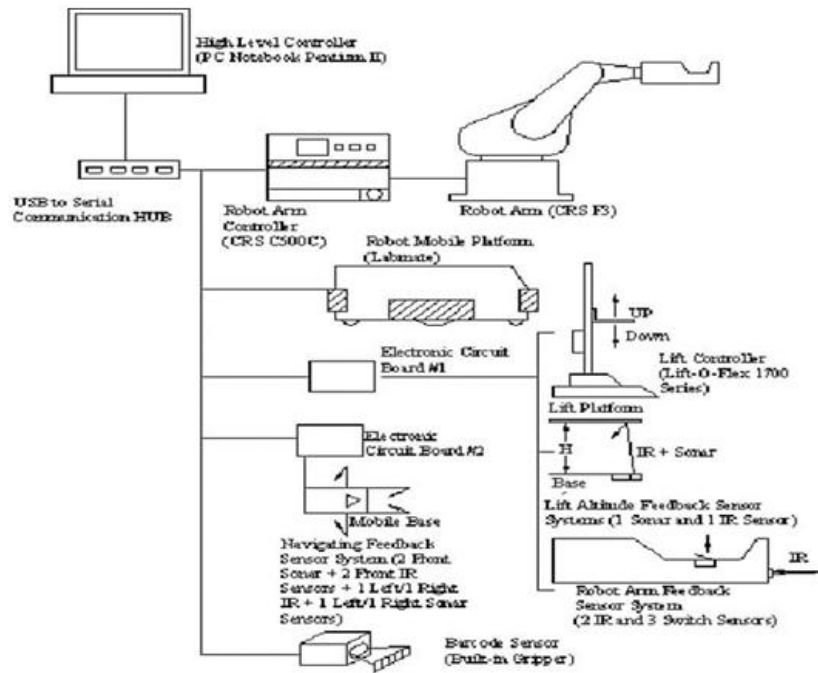 High Level Controller
(PC Notebook Pentium II)
USB to Serial
Communication HUB
Robot Arm
Controller
(CRS C500C)
Robot Arm (CRS F3)
Robot Mobile Platform
(Labmate)
UP
Down
Electronic Circuit
Board #1
Lift Controller
(Lift-O-Flex 1700
Series)
Lift Platform
H
IR + Sonar
Base
Electronic
Circuit Board #2
Mobile Base
Lift Altitude Feedback Sensor
Systems (1 Sonar and 1 IR Sensor)
Navigating Feedback
Sensor System (2 Front
Sonar + 2 Front IR
Sensors + 1 Left/1 Right
IR + 1 Left/1 Right Sonar
Sensors)
IR
Robot Arm Feedback
Sensor System
(2 IR and 3 Switch Sensors)
Barcode Sensor
(Built-in Gripper)